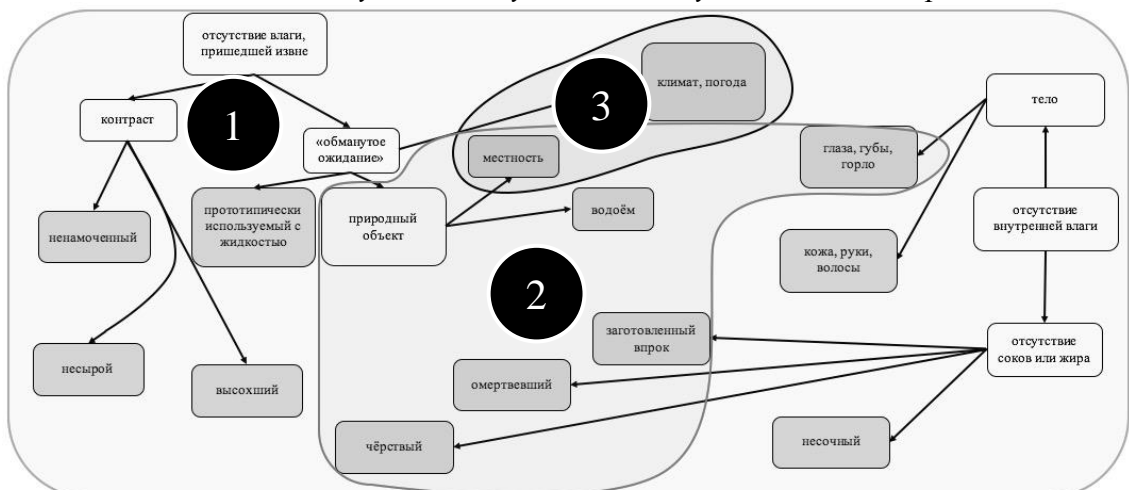 отсутствие влаги,
пришедшей извне
климат, погода
3
тело
контраст
1
«обманутое
ожидание»
местность
глаза, губы,
горло
ненамоченный
прототипически
используемый с
жидкостью
природный
объект
водоём
отсутствие
внутренней влаги
кожа, руки,
волосы
2
несырой
высохший
заготовленный
впрок
отсутствие
соков или жира
омертвевший
чёрствый
несочный